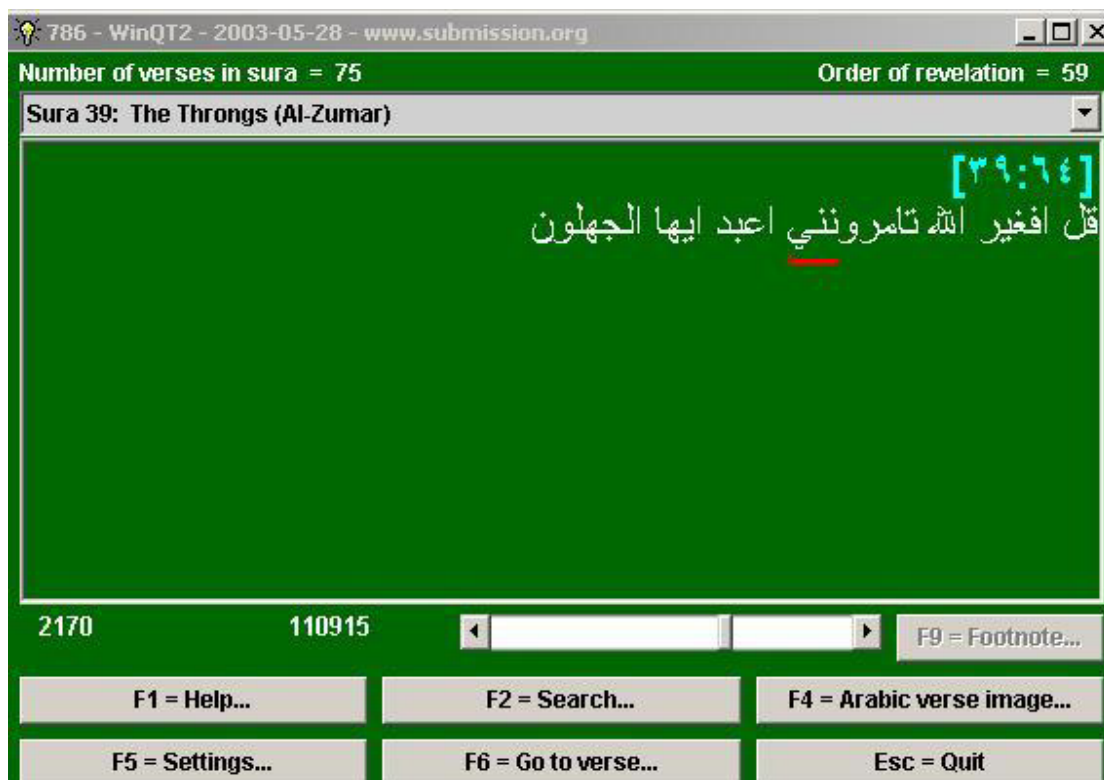 786 - WinQT2 - 2003-05-28 - www.submission.org
Number of verses in sura = 75 Order of revelation = 59
Sura 39: The Throngs (Al-Zumar)
[٣٩:٦٤]
قل افغير الله تامرونني اعبد ايها الجهلون
2170 110915 F9 = Footnote...
F1 = Help... F2 = Search... F4 = Arabic verse image...
F5 = Settings... F6 = Go to verse... Esc = Quit